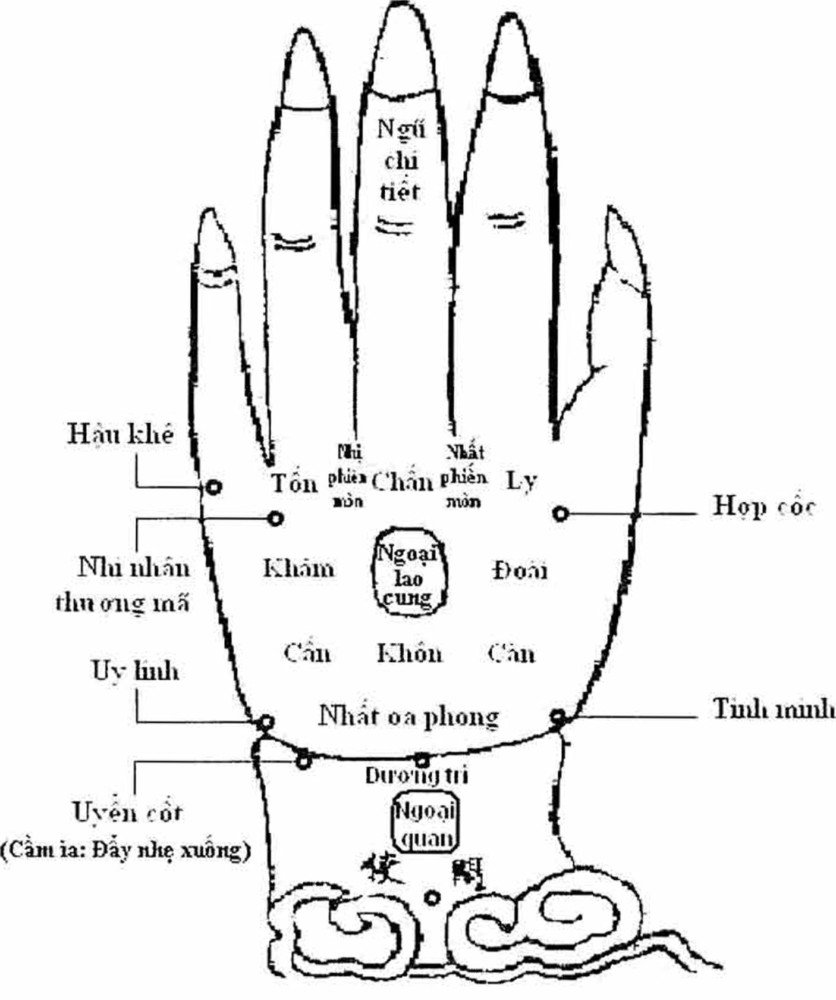 Ngũ
chỉ
tiết
Hậu khê
Tốn
Nhị
phiến
môn
Chấn
Nhất
phiến
môn
Ly
Hợp cốc
Nhi nhân
thượng mã
Khảm
Ngoại
lao
cung
Đoài
Cấn
Khôn
Càn
Uy linh
Nhất oa phong
Tinh minh
Dương trì
Uyển cốt
(Cầm ỉa: Đẩy nhẹ xuống)
Ngoại
quan